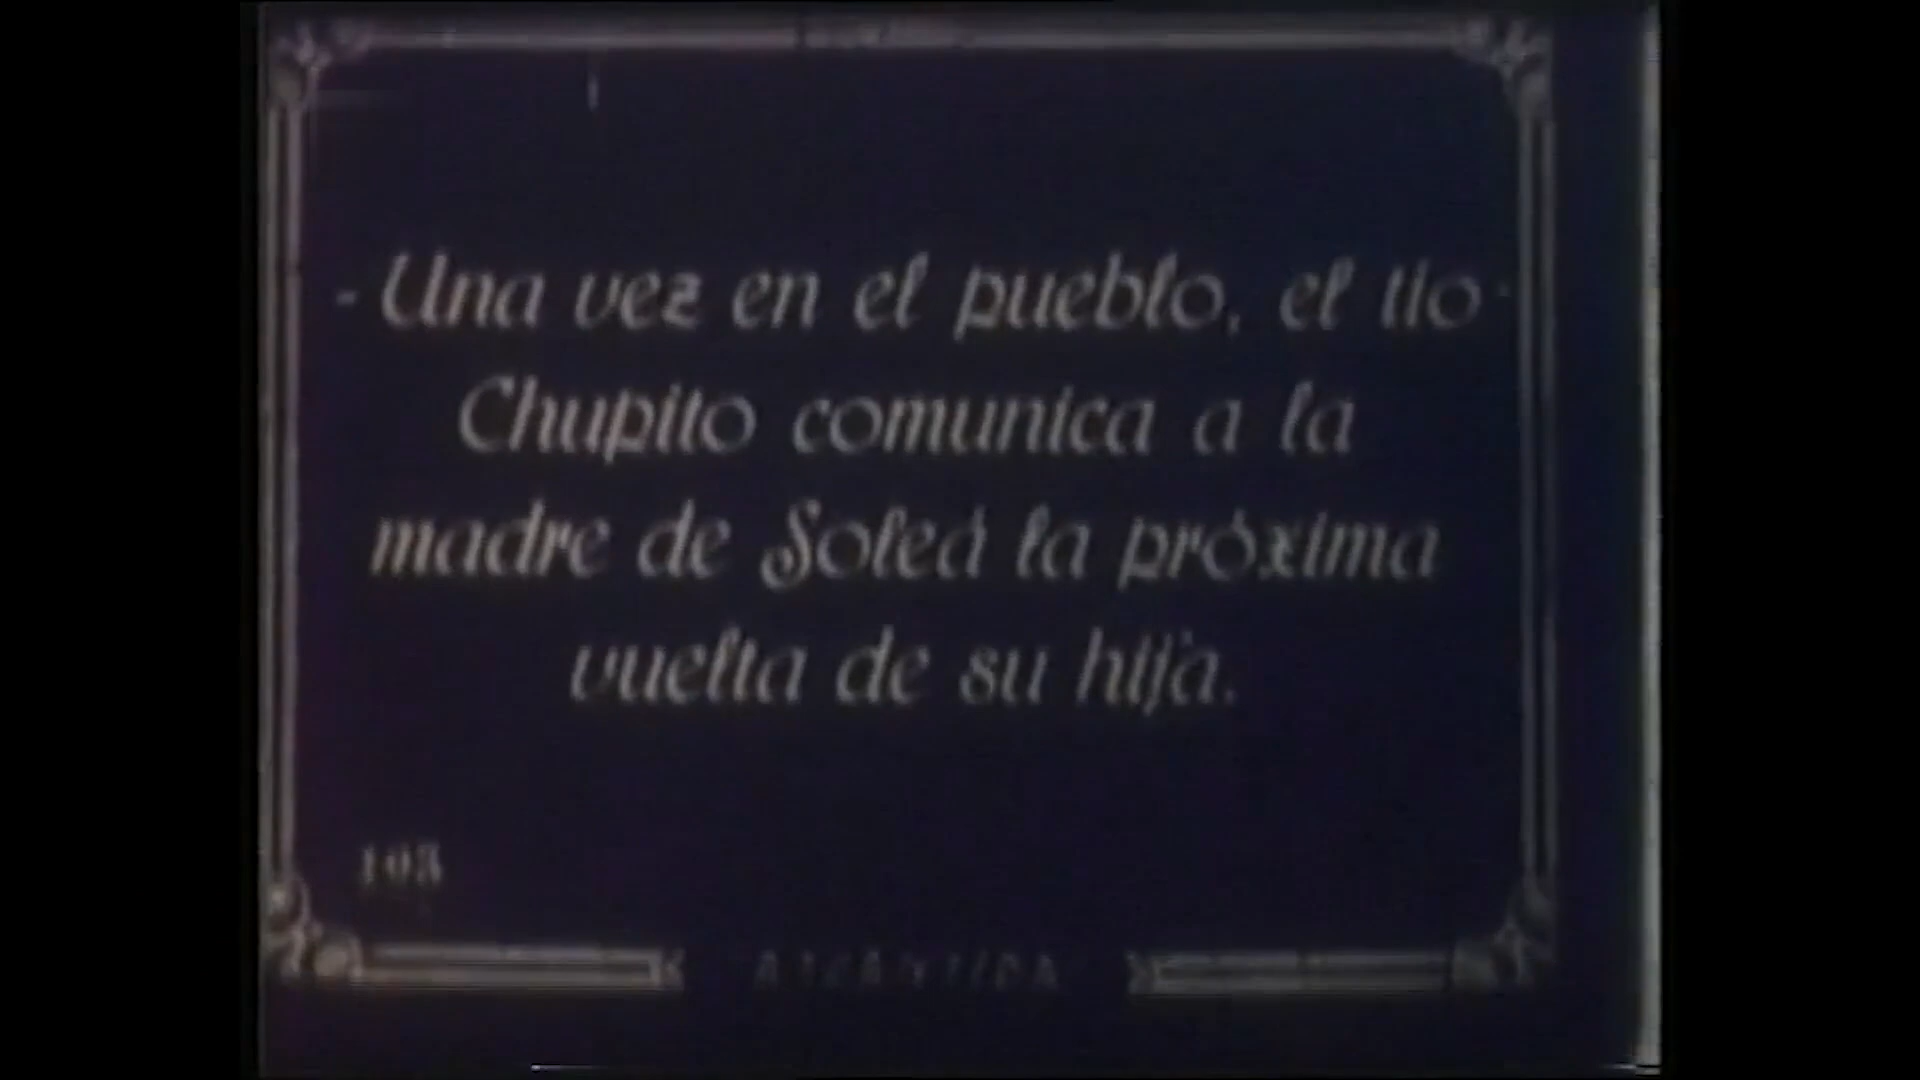 - Una vez en el pueblo, el tío
Chupito comunica a la
madre de Soleá la próxima
vuelta de su hija.
103
ATLANTIDA